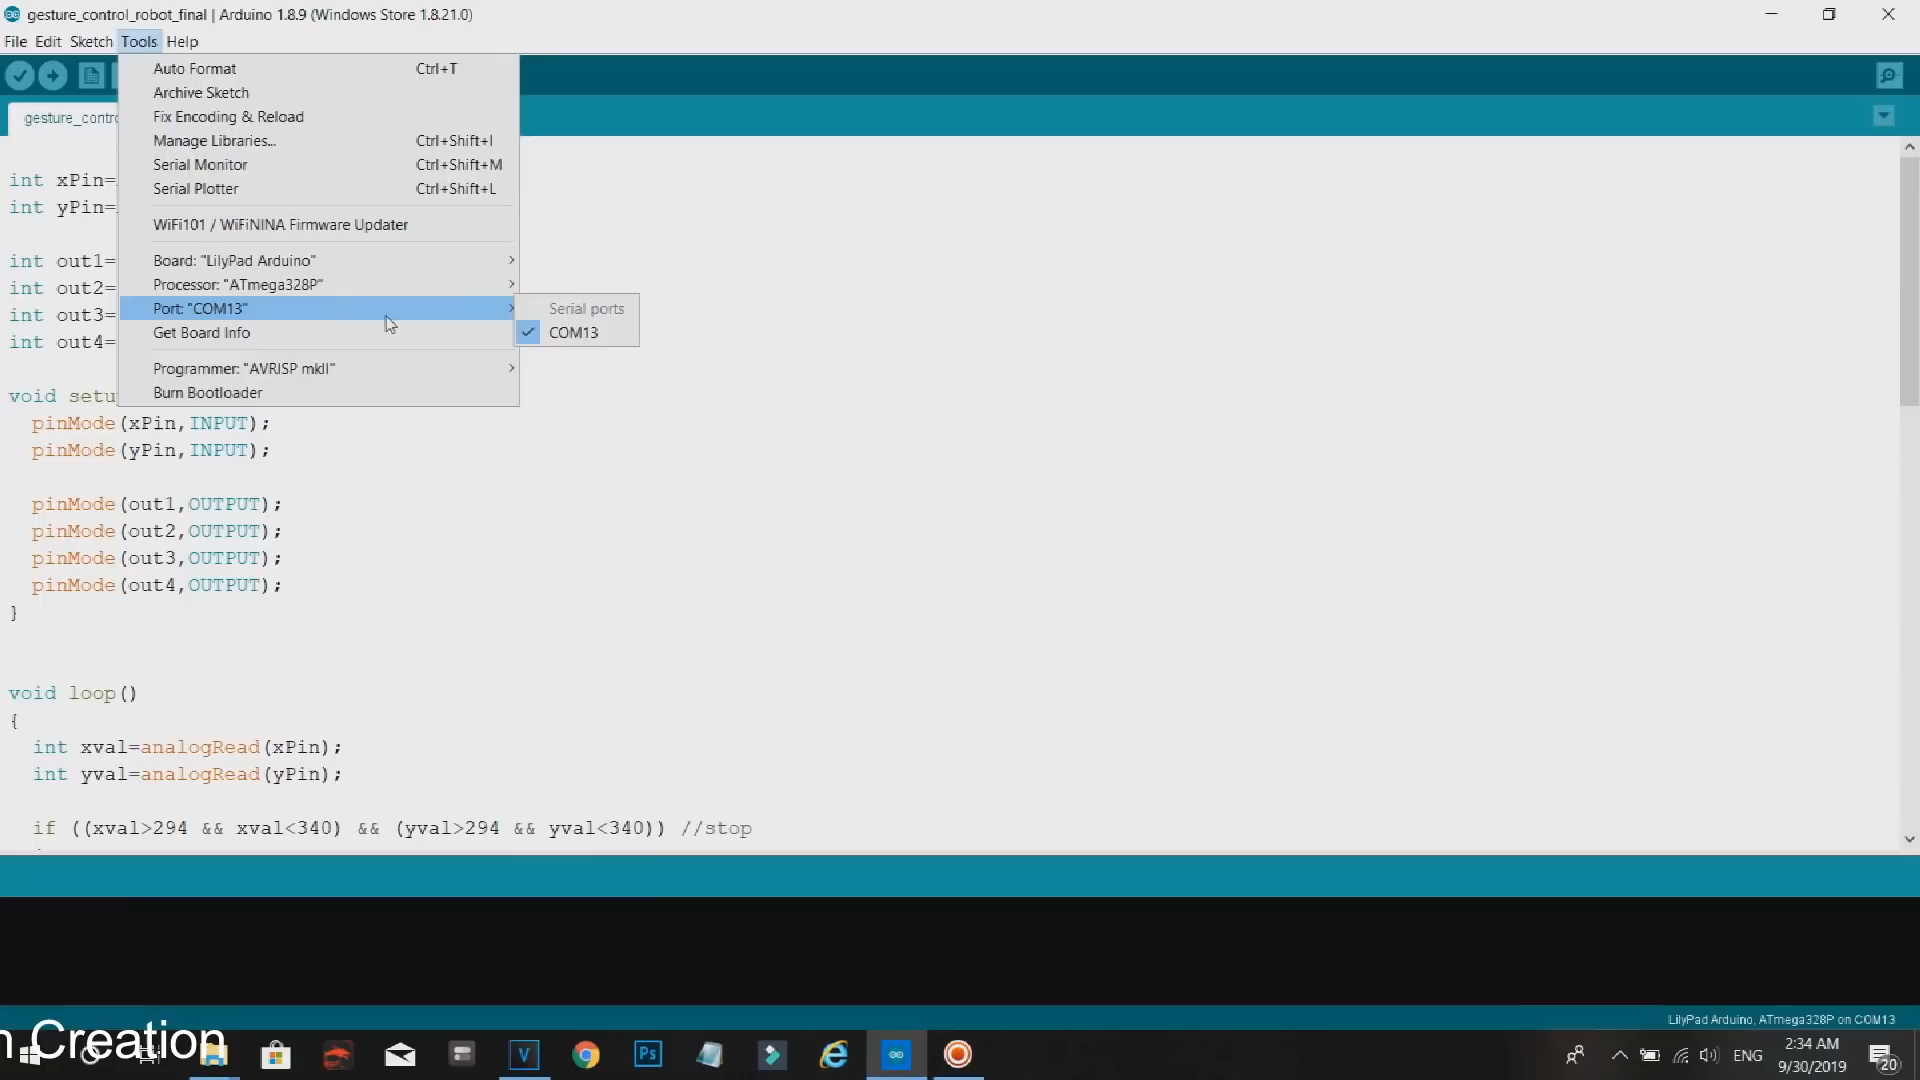 gesture_control_robot_final | Arduino 1.8.9 (Windows Store 1.8.21.0)
File Edit Sketch Tools Help
Auto Format Ctrl+T
Archive Sketch
Fix Encoding & Reload
Manage Libraries... Ctrl+Shift+I
Serial Monitor Ctrl+Shift+M
Serial Plotter Ctrl+Shift+L
WiFi101 / WiFiNINA Firmware Updater
Board: "LilyPad Arduino"
Processor: "ATmega328P"
Port: "COM13"
Get Board Info
Programmer: "AVRISP mkII"
Burn Bootloader
Serial ports
COM13
gesture_contro
int xPin=
int yPin=
int out1=
int out2=
int out3=
int out4=
void setu
pinMode(xPin,INPUT);
pinMode(yPin,INPUT);
pinMode(out1,OUTPUT);
pinMode(out2,OUTPUT);
pinMode(out3,OUTPUT);
pinMode(out4,OUTPUT);
}
void loop()
{
int xval=analogRead(xPin);
int yval=analogRead(yPin);
if ((xval>294 && xval<340) && (yval>294 && yval<340)) //stop
LilyPad Arduino, ATmega328P on COM13
n Creation
V
Ps
ENG
2:34 AM
9/30/2019
20